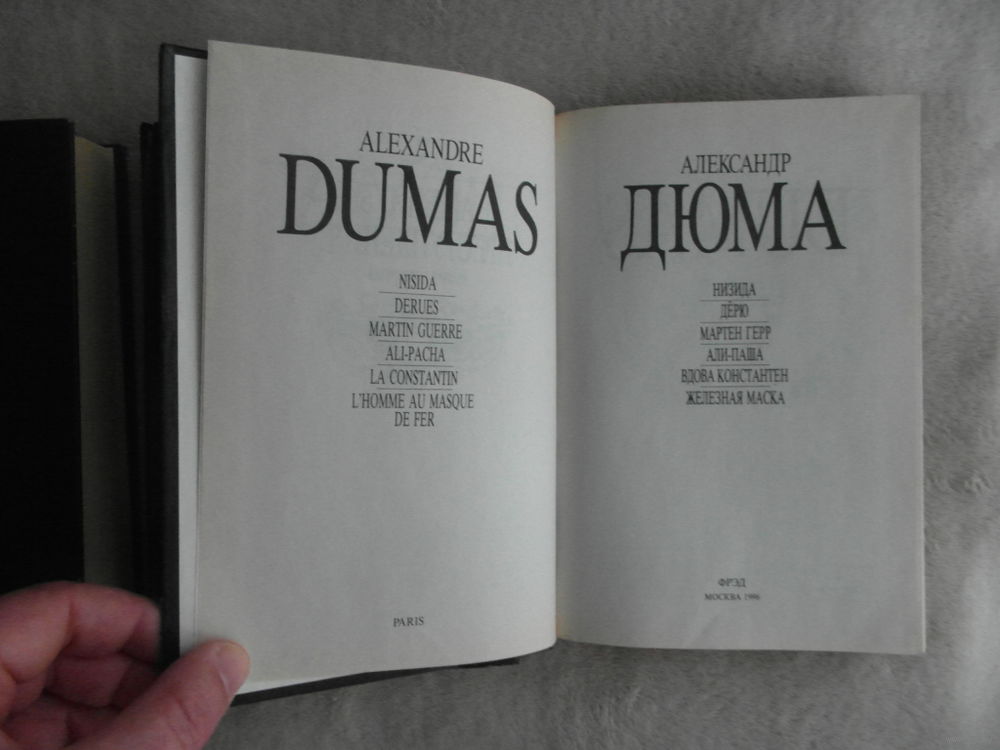 ALEXANDRE
DUMAS
NISIDA
DERUES
MARTIN GUERRE
ALI-PACHA
LA CONSTANTIN
L'HOMME AU MASQUE
DE FER
PARIS
АЛЕКСАНДР
ДЮМА
НИЗИДА
ДЕРЮ
МАРТЕН ГЕРР
АЛИ-ПАША
ВДОВА КОНСТАНТЕН
ЖЕЛЕЗНАЯ МАСКА
ФРЭД
МОСКВА 1996